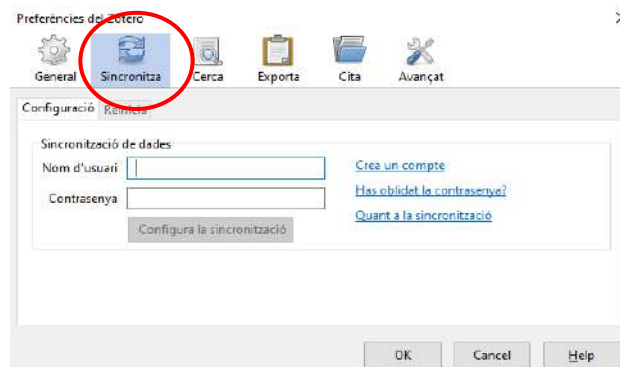 Preferències del Zotero
General Sincronitza Cerca Exporta Cita Avançat
Configuració Reinicia
Sincronització de dades
Nom d'usuari Crea un compte
Contrasenya Has oblidat la contrasenya?
Configura la sincronització Quant a la sincronització
OK Cancel Help